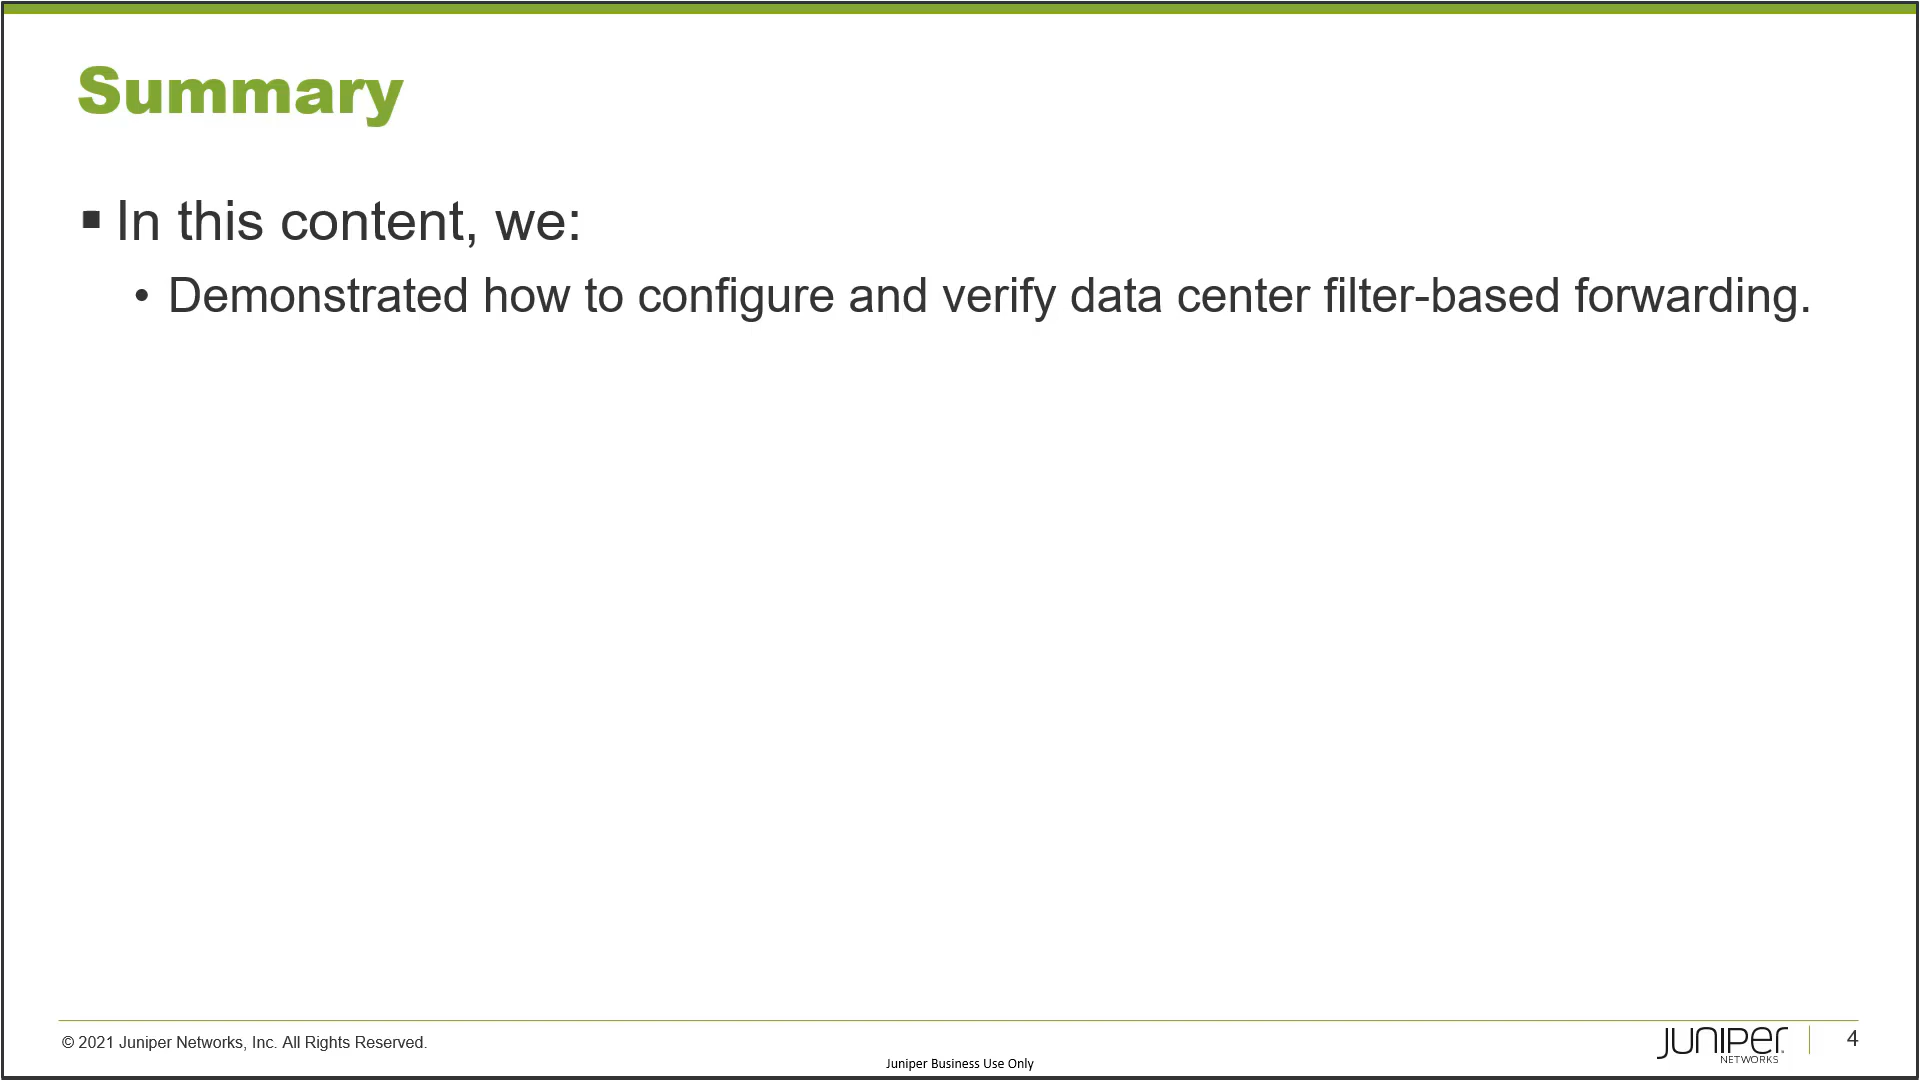 Summary
▪ In this content, we:
• Demonstrated how to configure and verify data center filter-based forwarding.
© 2021 Juniper Networks, Inc. All Rights Reserved.
Juniper Business Use Only
JUNIPER
NETWORKS
4